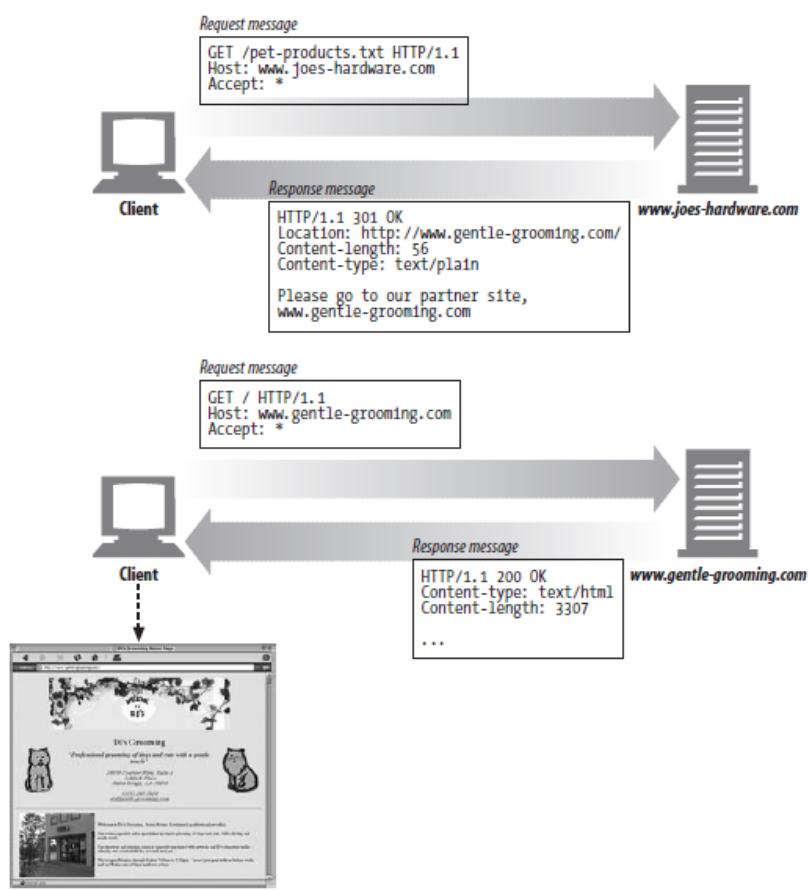 Request message
GET /pet-products.txt HTTP/1.1
Host: www.joes-hardware.com
Accept: *
Client
www.joes-hardware.com
Response message
HTTP/1.1 301 OK
Location: http://www.gentle-grooming.com/
Content-length: 56
Content-type: text/plain
Please go to our partner site,
www.gentle-grooming.com
Request message
GET / HTTP/1.1
Host: www.gentle-grooming.com
Accept: *
Client
www.gentle-grooming.com
Response message
HTTP/1.1 200 OK
Content-type: text/html
Content-length: 3307
...
Di's Grooming
"Professional grooming of dogs and cats with a gentle